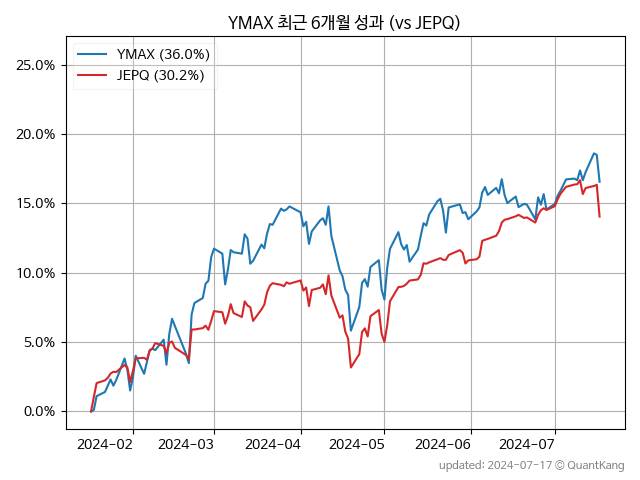 YMAX 최근 6개월 성과 (vs JEPQ)
YMAX (36.0%)
JEPQ (30.2%)
25.0%
20.0%
15.0%
10.0%
5.0%
0.0%
2024-02 2024-03 2024-04 2024-05 2024-06 2024-07
updated: 2024-07-17 © QuantKang